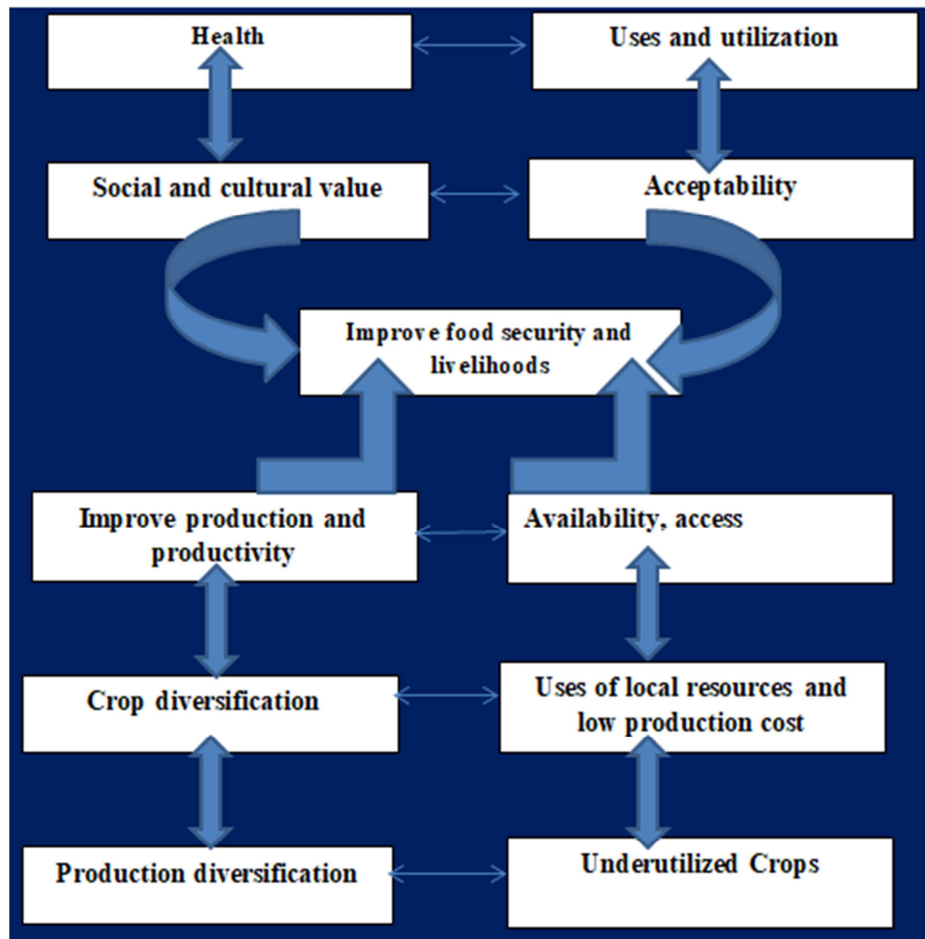 Health
Uses and utilization
Social and cultural value
Acceptability
Improve food security and
livelihoods
Improve production and
productivity
Availability, access
Crop diversification
Uses of local resources and
low production cost
Production diversification
Underutilized Crops